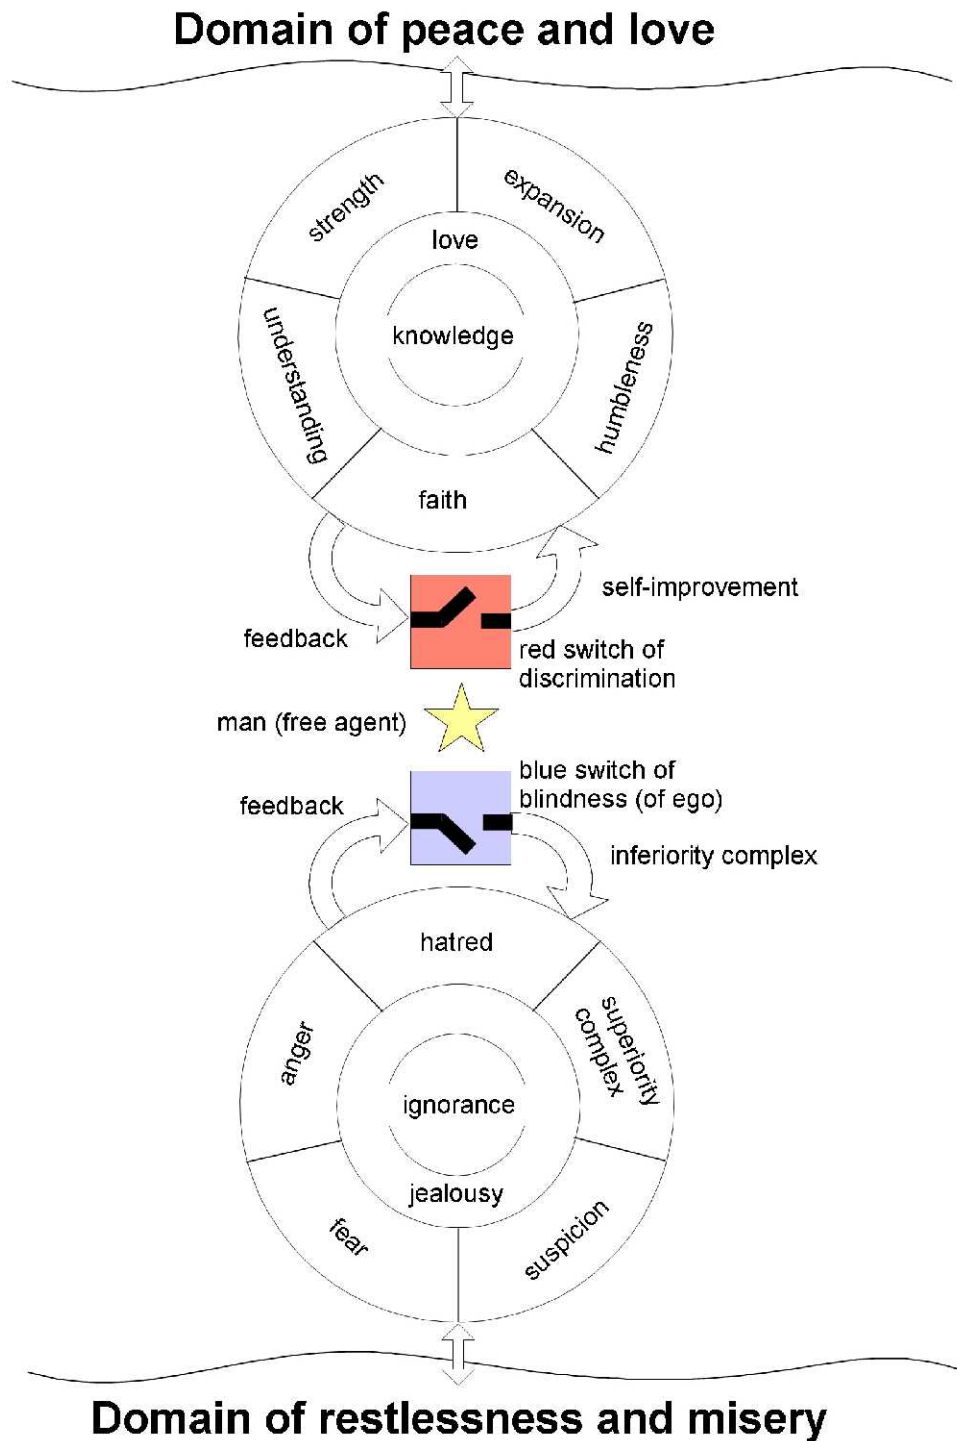 Domain of peace and love
strength
expansion
love
knowledge
understanding
humbleness
faith
self-improvement
feedback
red switch of
discrimination
man (free agent)
blue switch of
blindness (of ego)
feedback
inferiority complex
hatred
anger
superiority
complex
ignorance
jealousy
fear
suspicion
Domain of restlessness and misery